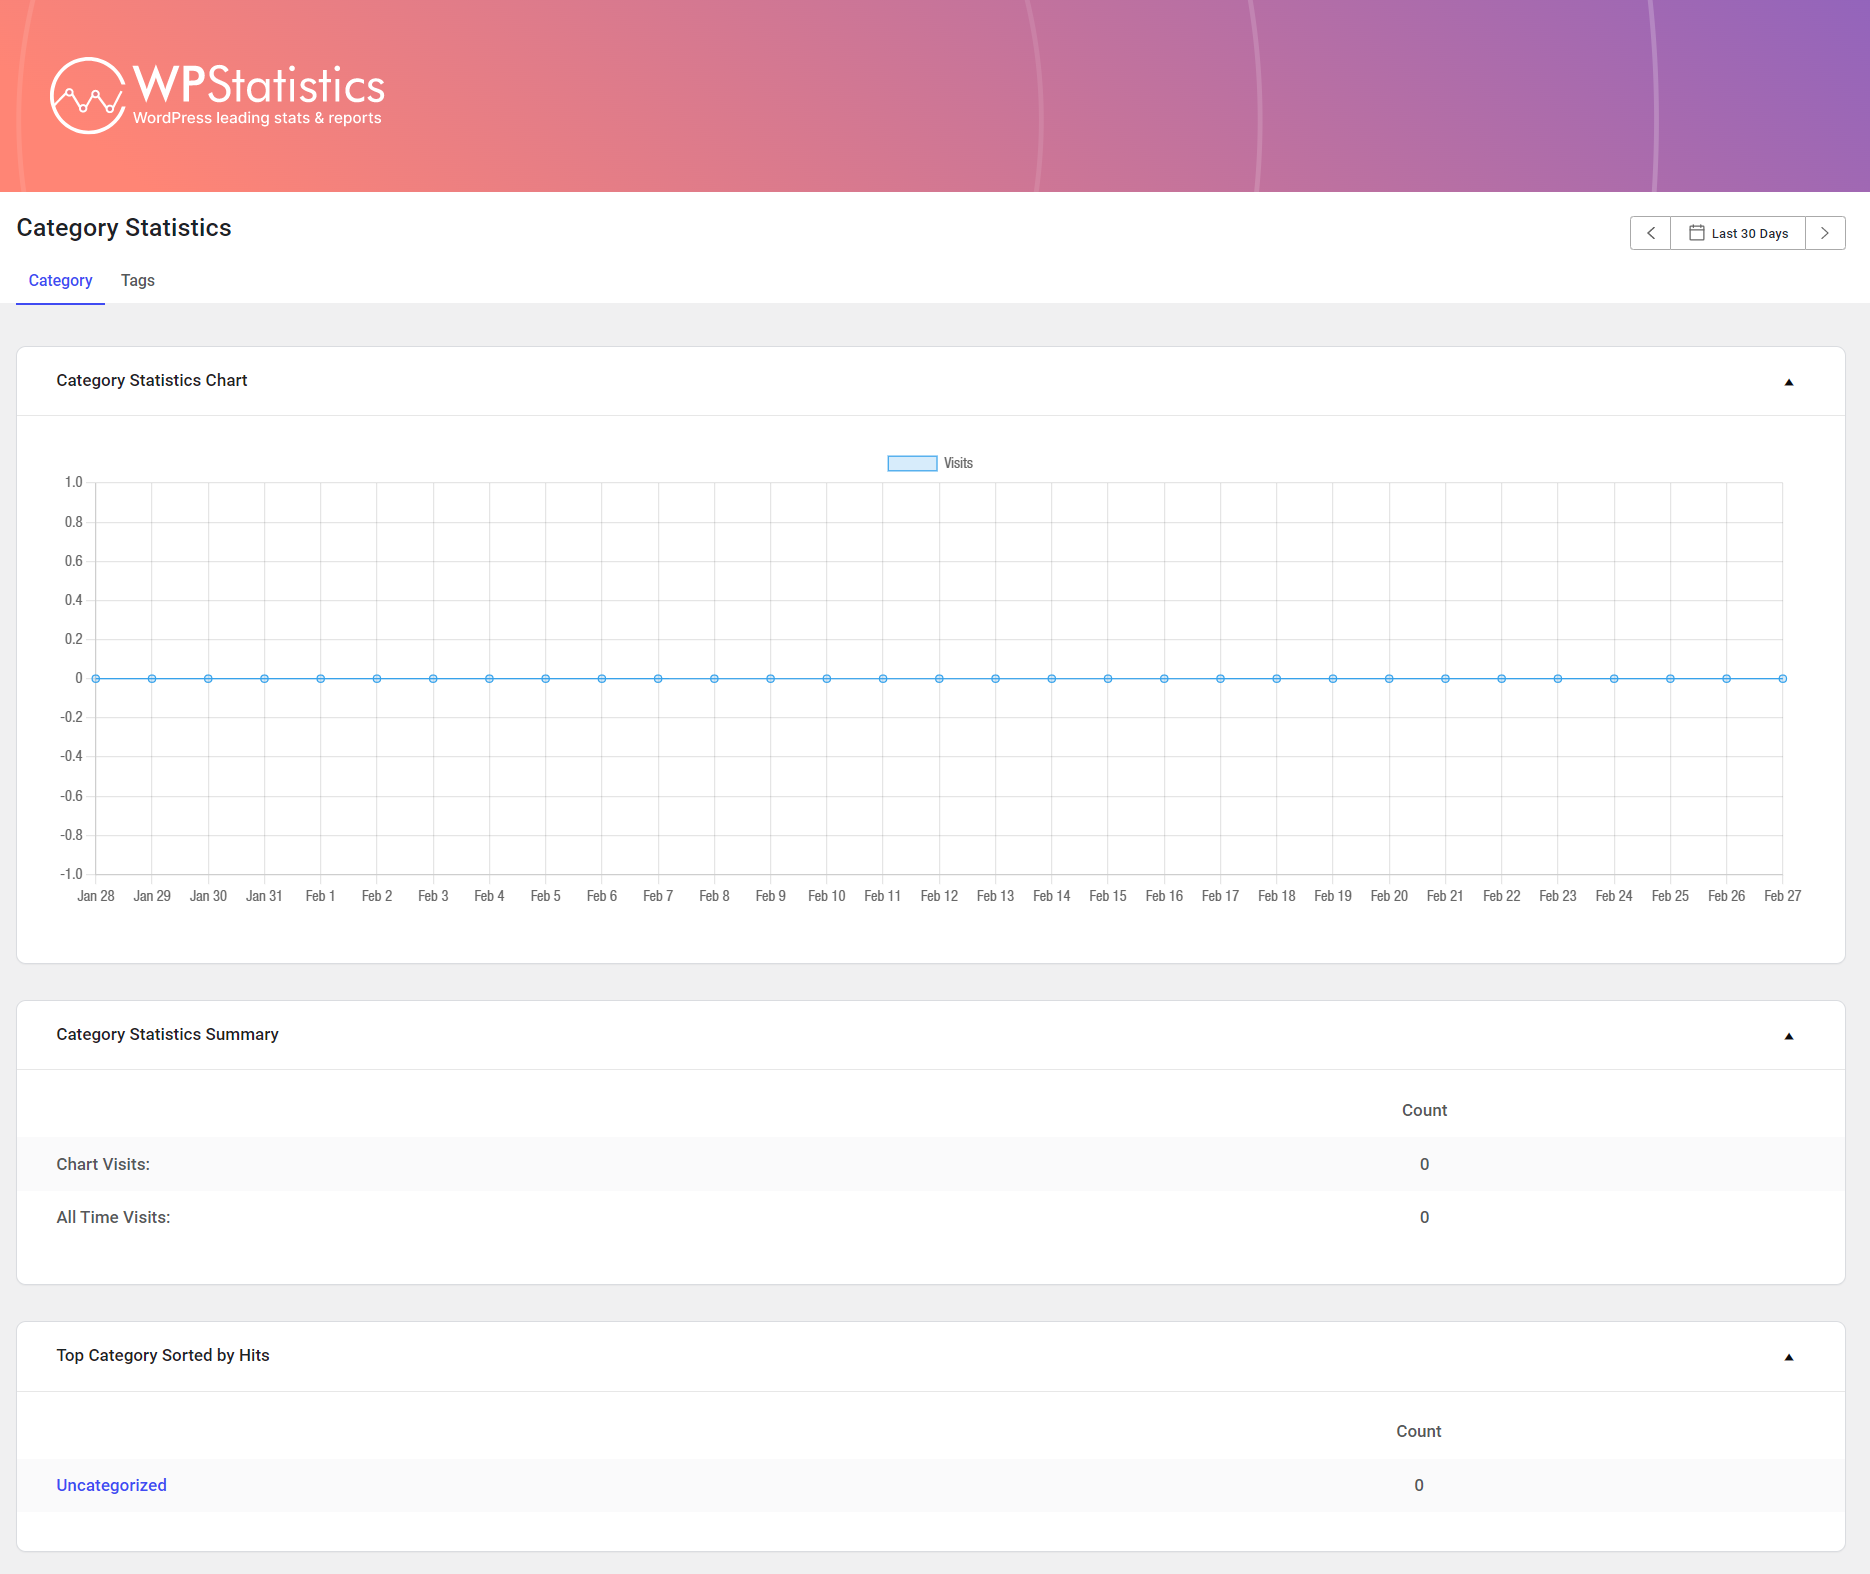 WPStatistics
WordPress leading stats & reports
Category Statistics
Last 30 Days
Category Tags
Category Statistics Chart
Visits
1.0
0.8
0.6
0.4
0.2
0
-0.2
-0.4
-0.6
-0.8
-1.0
Jan 28 Jan 29 Jan 30 Jan 31 Feb 1 Feb 2 Feb 3 Feb 4 Feb 5 Feb 6 Feb 7 Feb 8 Feb 9 Feb 10 Feb 11 Feb 12 Feb 13 Feb 14 Feb 15 Feb 16 Feb 17 Feb 18 Feb 19 Feb 20 Feb 21 Feb 22 Feb 23 Feb 24 Feb 25 Feb 26 Feb 27
Category Statistics Summary
Count
Chart Visits: 0
All Time Visits: 0
Top Category Sorted by Hits
Count
Uncategorized 0